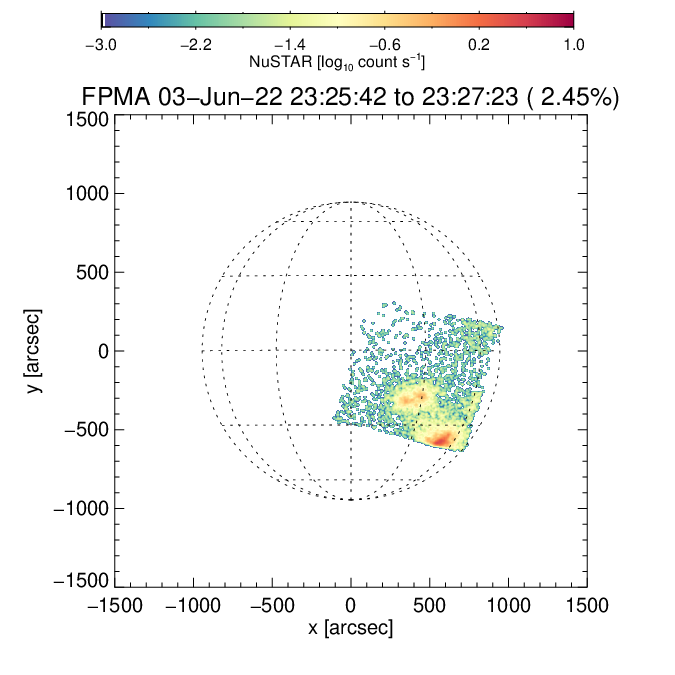 −3.0 −2.2 −1.4 −0.6 0.2 1.0
NuSTAR [log10 count s−1]
FPMA 03−Jun−22 23:25:42 to 23:27:23 ( 2.45%)
1500
1000
500
0
−500
−1000
−1500
y [arcsec]
−1500 −1000 −500 0 500 1000 1500
x [arcsec]